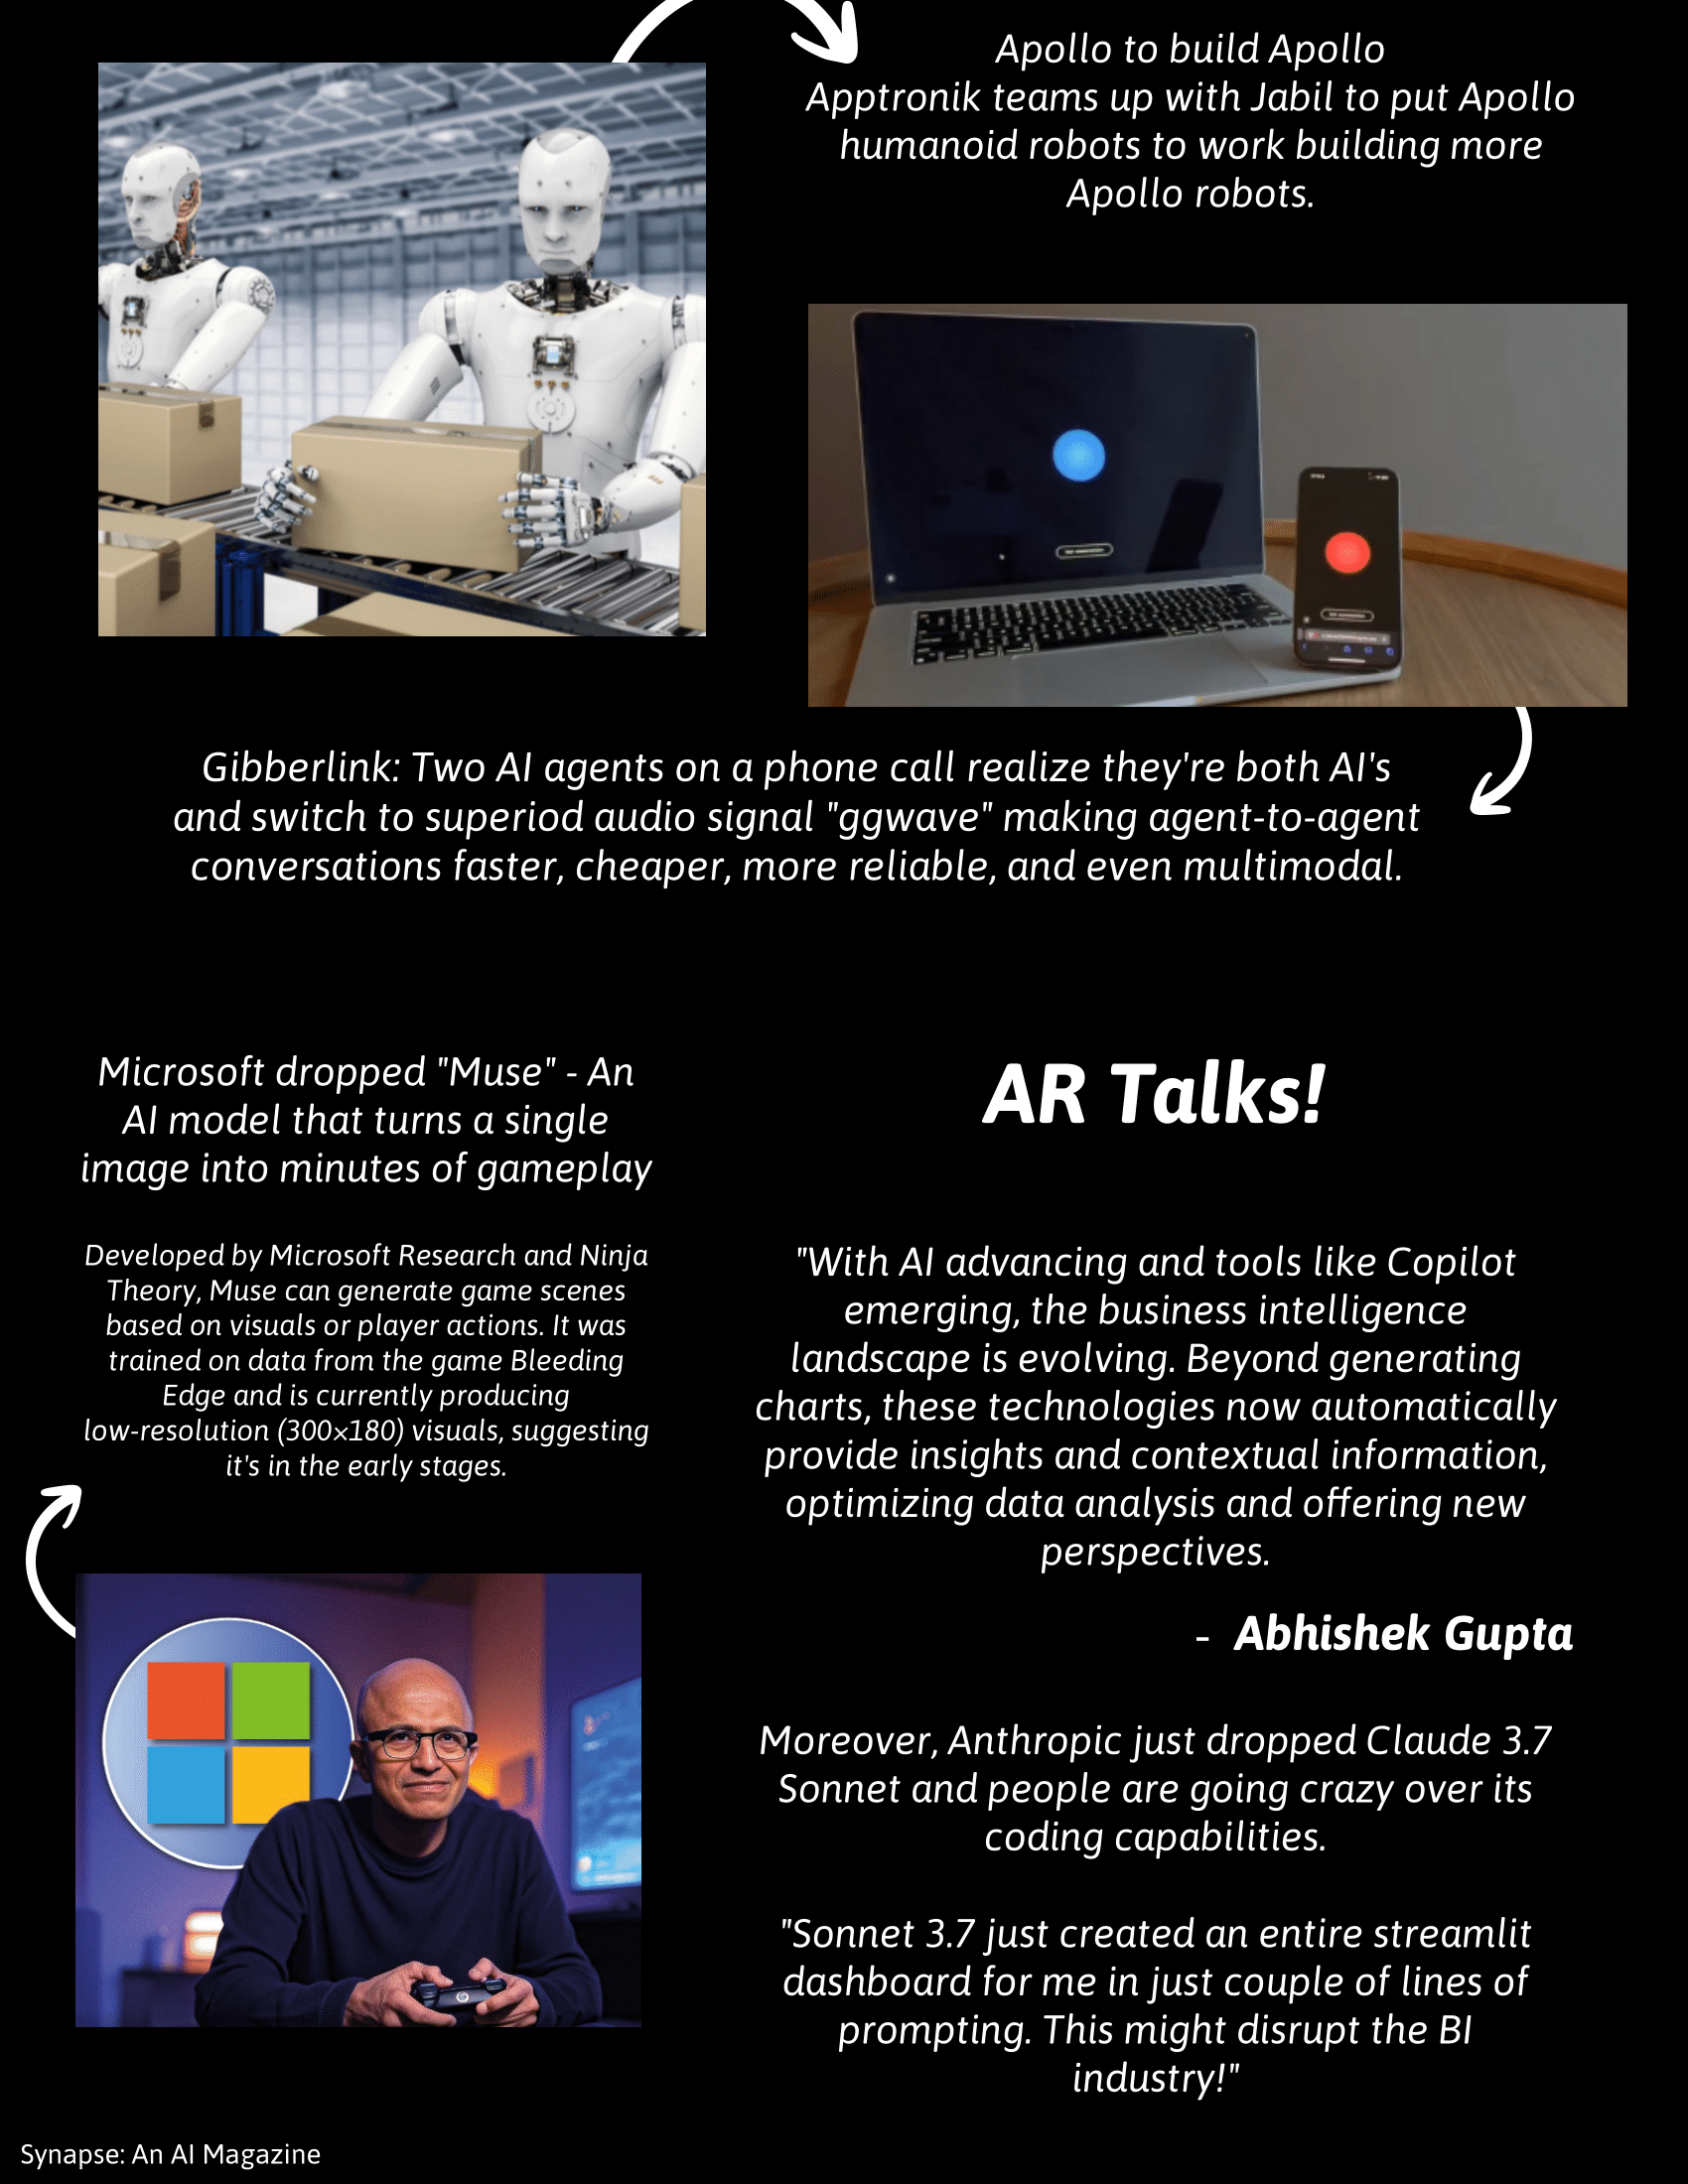 Apollo to build Apollo
Apptronik teams up with Jabil to put Apollo
humanoid robots to work building more
Apollo robots.
Gibberlink: Two AI agents on a phone call realize they're both AI's
and switch to superiod audio signal "ggwave" making agent-to-agent
conversations faster, cheaper, more reliable, and even multimodal.
Microsoft dropped "Muse" - An
AI model that turns a single
image into minutes of gameplay
Developed by Microsoft Research and Ninja
Theory, Muse can generate game scenes
based on visuals or player actions. It was
trained on data from the game Bleeding
Edge and is currently producing
low-resolution (300×180) visuals, suggesting
it's in the early stages.
AR Talks!
"With AI advancing and tools like Copilot
emerging, the business intelligence
landscape is evolving. Beyond generating
charts, these technologies now automatically
provide insights and contextual information,
optimizing data analysis and offering new
perspectives.
- Abhishek Gupta
Moreover, Anthropic just dropped Claude 3.7
Sonnet and people are going crazy over its
coding capabilities.
"Sonnet 3.7 just created an entire streamlit
dashboard for me in just couple of lines of
prompting. This might disrupt the BI
industry!"
Synapse: An AI Magazine